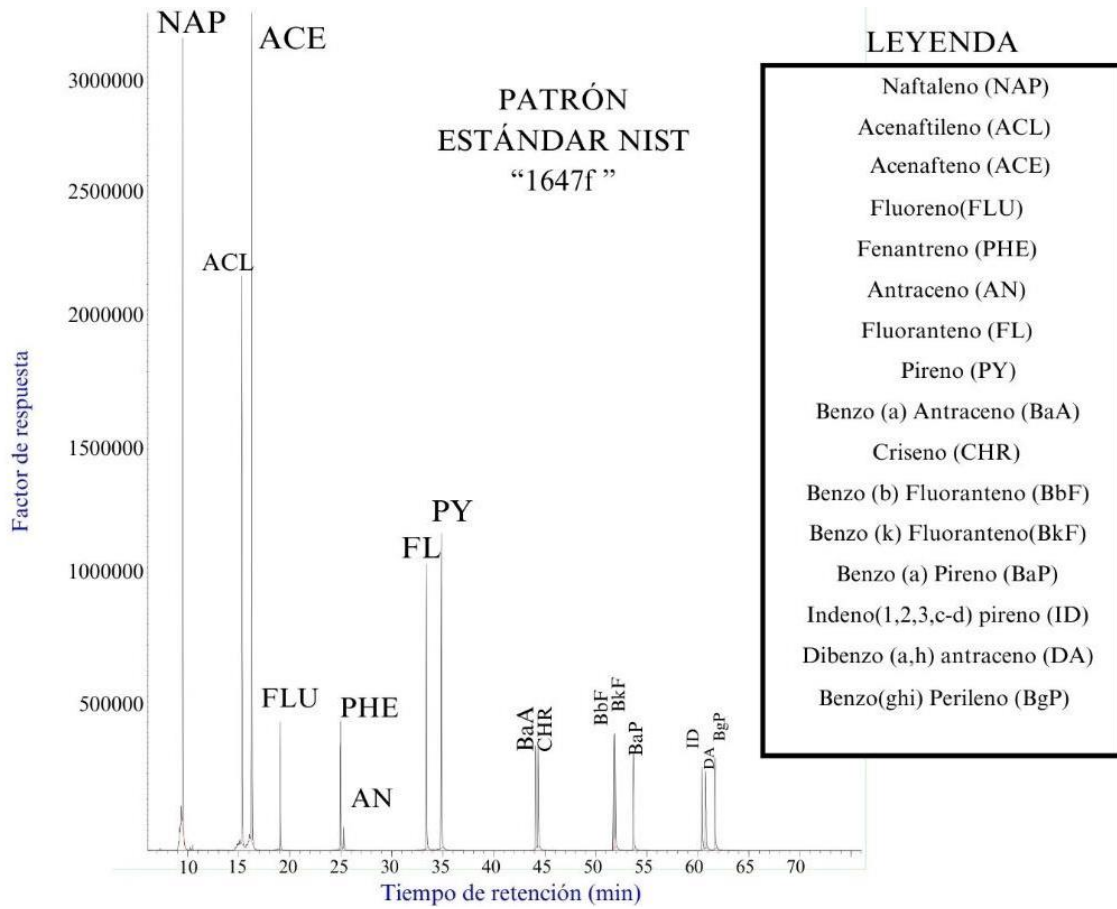 NAP
ACE
ACL
PATRÓN
ESTÁNDAR NIST
“1647f ”
3000000
2500000
2000000
1500000
1000000
500000
Factor de respuesta
FLU
PHE
AN
FL
PY
BaA
CHR
BbF
BkF
BaP
ID
DA
BgP
10 15 20 25 30 35 40 45 50 55 60 65 70
Tiempo de retención (min)
LEYENDA
Naftaleno (NAP)
Acenaftileno (ACL)
Acenafteno (ACE)
Fluoreno(FLU)
Fenantreno (PHE)
Antraceno (AN)
Fluoranteno (FL)
Pireno (PY)
Benzo (a) Antraceno (BaA)
Criseno (CHR)
Benzo (b) Fluoranteno (BbF)
Benzo (k) Fluoranteno(BkF)
Benzo (a) Pireno (BaP)
Indeno(1,2,3,c-d) pireno (ID)
Dibenzo (a,h) antraceno (DA)
Benzo(ghi) Perileno (BgP)